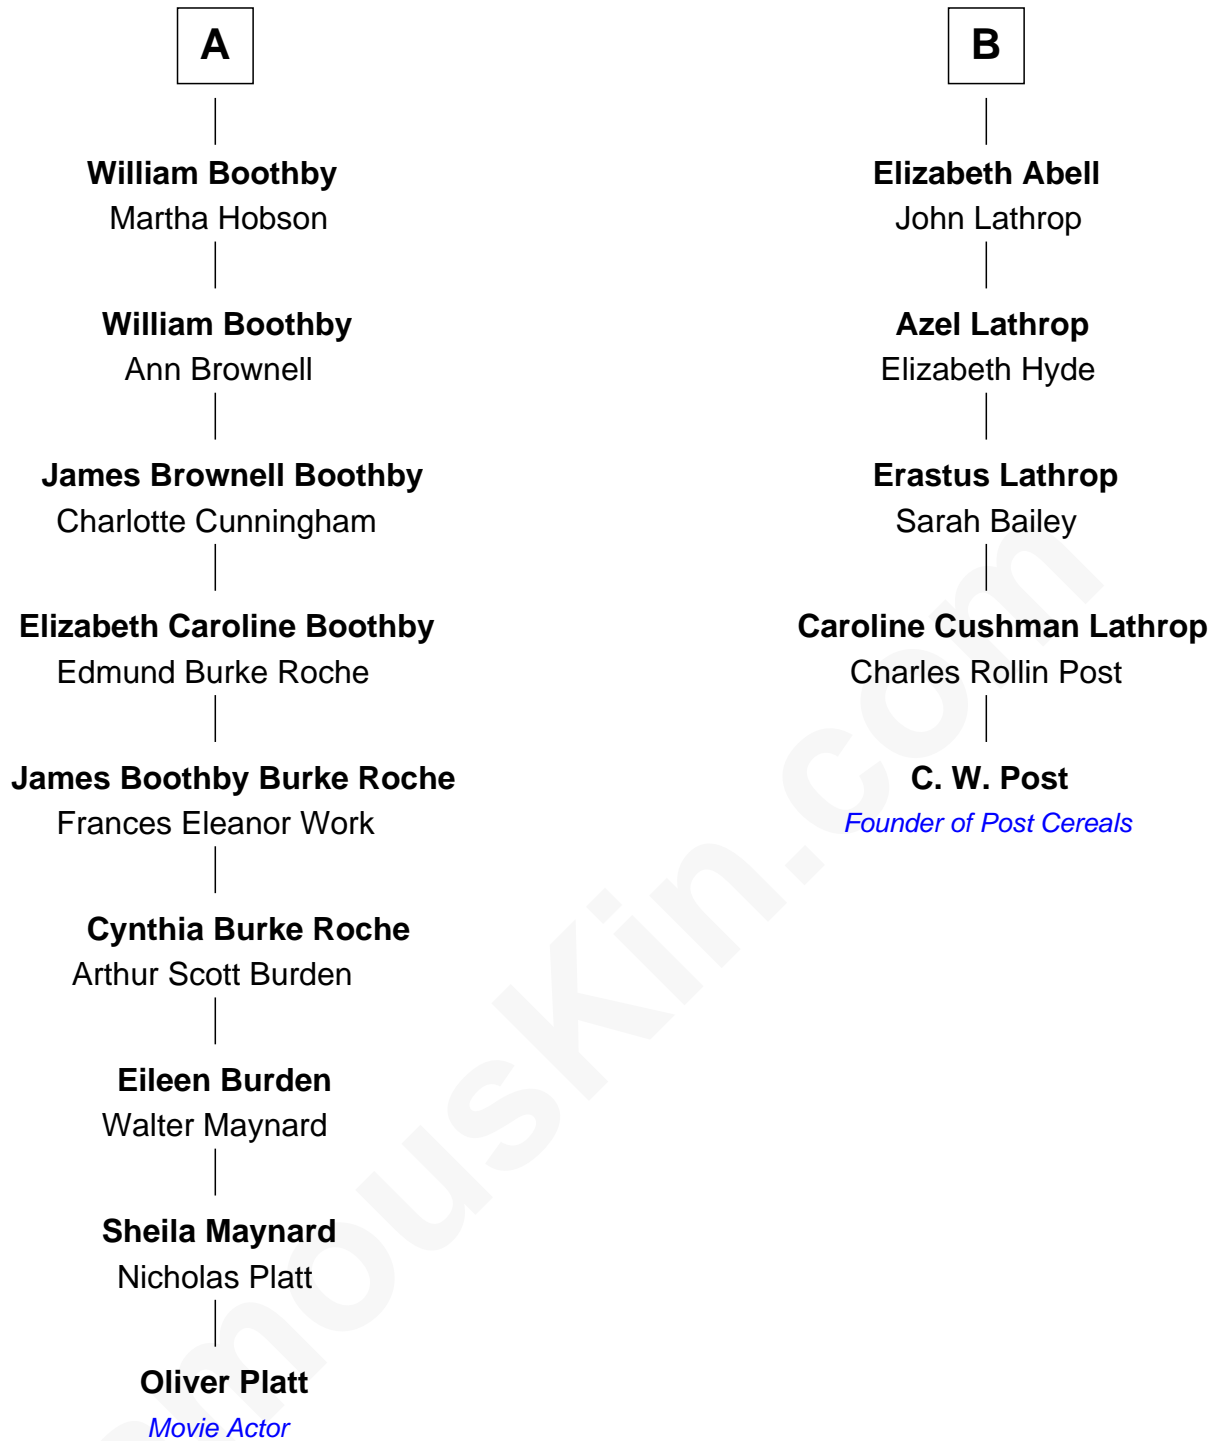 A
William Boothby
Martha Hobson
William Boothby
Ann Brownell
James Brownell Boothby
Charlotte Cunningham
Elizabeth Caroline Boothby
Edmund Burke Roche
James Boothby Burke Roche
Frances Eleanor Work
Cynthia Burke Roche
Arthur Scott Burden
Eileen Burden
Walter Maynard
Sheila Maynard
Nicholas Platt
Oliver Platt
Movie Actor
B
Elizabeth Abell
John Lathrop
Azel Lathrop
Elizabeth Hyde
Erastus Lathrop
Sarah Bailey
Caroline Cushman Lathrop
Charles Rollin Post
C. W. Post
Founder of Post Cereals
mouskin.com